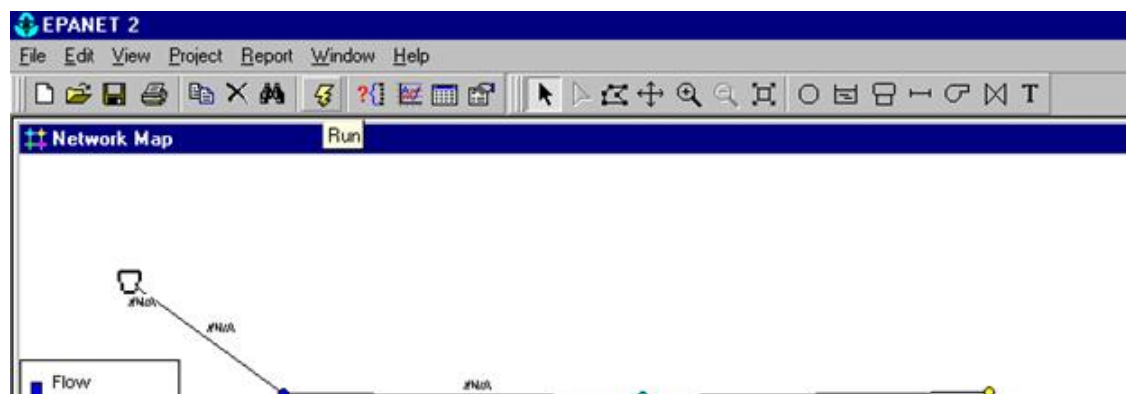 EPANET 2
File Edit View Project Report Window Help
T
Run
Network Map
#N/A
#N/A
#N/A
Flow